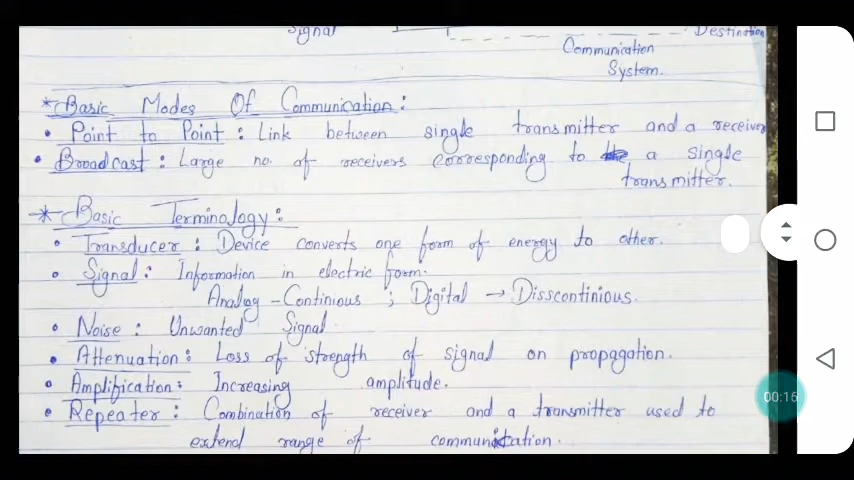 Signal
Destination
Communication
System.
* Basic Modes Of Communication :
• Point to Point : Link between single transmitter and a receiver
• Broadcast : Large no. of receivers corresponding to a single
transmitter.
* Basic Terminology :
• Transducer : Device converts one form of energy to other.
• Signal : Information in electric form.
Analog - Continious ; Digital → Disscontinious.
• Noise : Unwanted Signal
• Attenuation : Loss of strength of signal on propagation.
• Amplification : Increasing amplitude.
• Repeater : Combination of receiver and a transmitter used to
extend range of communication.
00:16